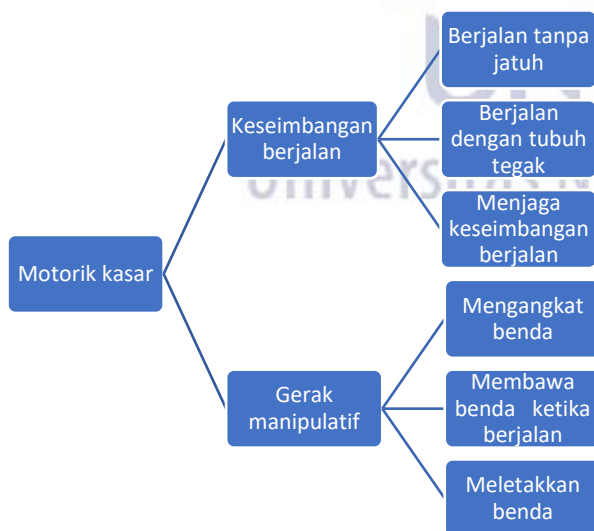 Berjalan tanpa
jatuh
Keseimbangan
berjalan
Berjalan
dengan tubuh
tegak
Menjaga
keseimbangan
berjalan
Motorik kasar
Mengangkat
benda
Gerak
manipulatif
Membawa
benda ketika
berjalan
Meletakkan
benda